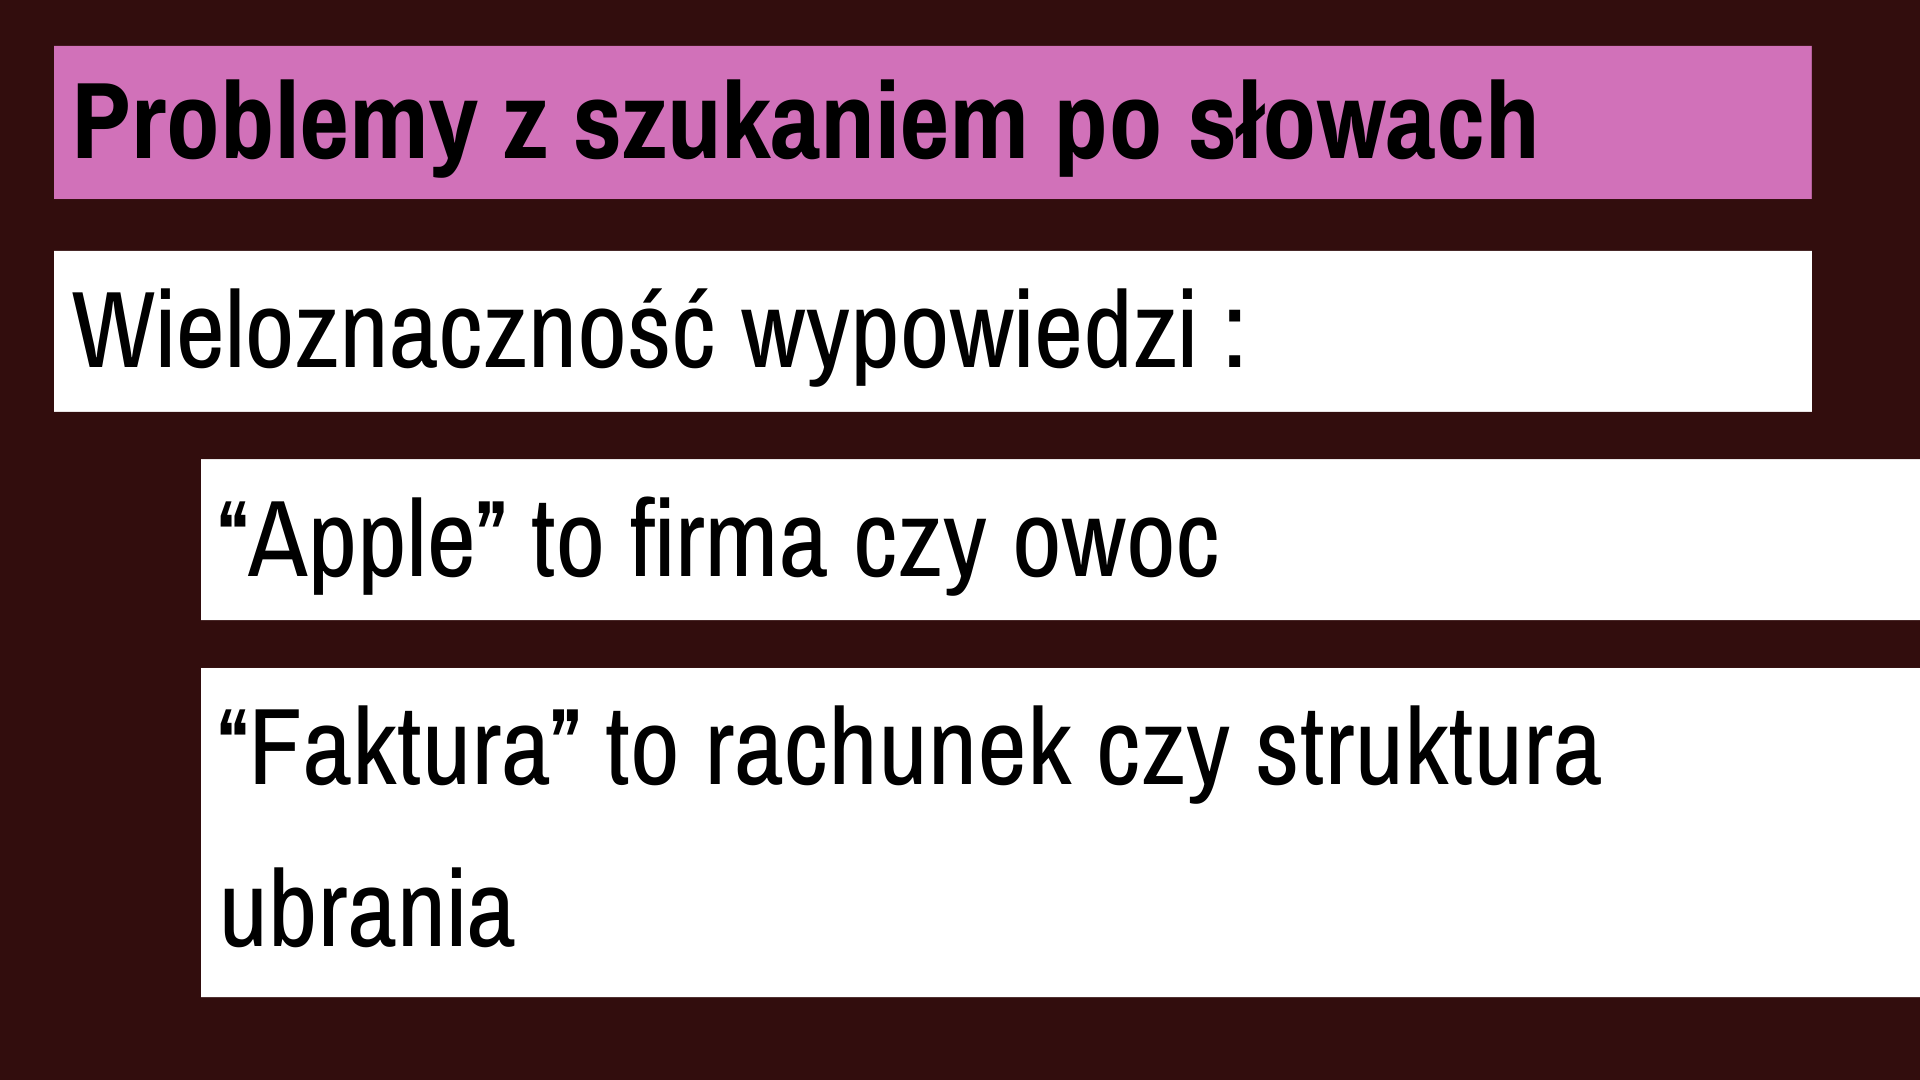 Problemy z szukaniem po słowach
Wieloznaczność wypowiedzi :
“Apple” to firma czy owoc
“Faktura” to rachunek czy struktura
ubrania